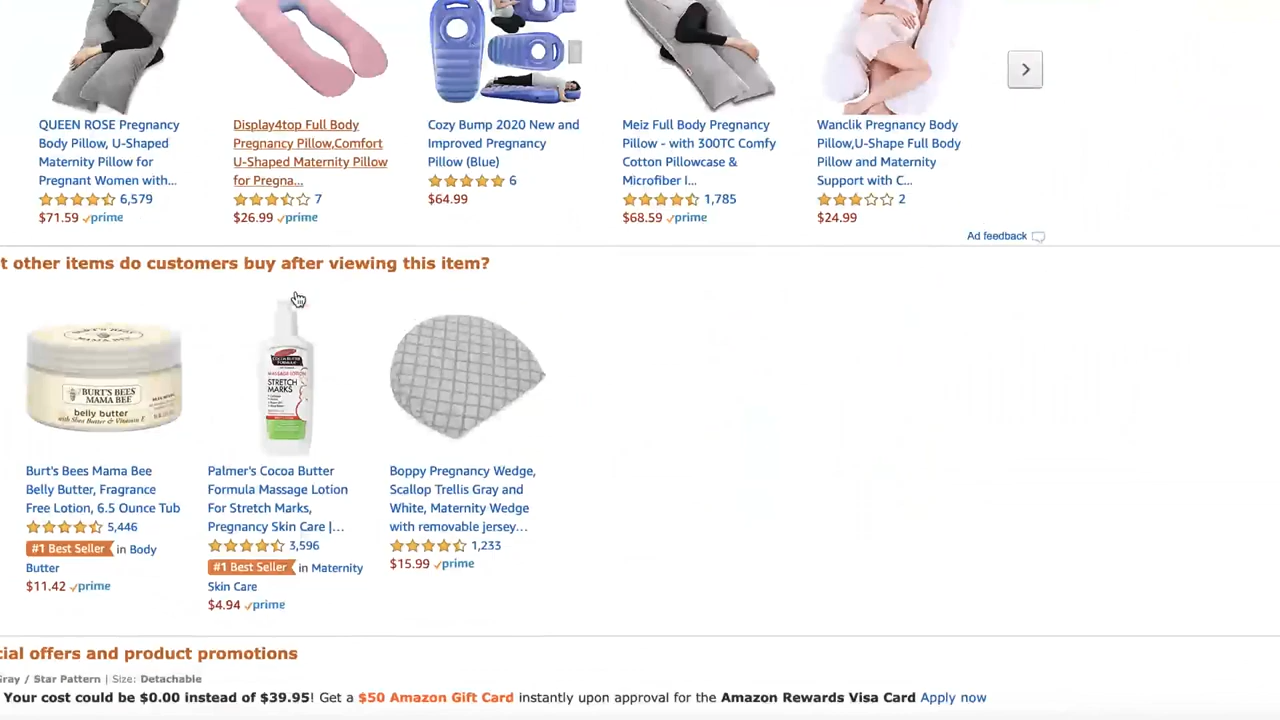 QUEEN ROSE Pregnancy
Body Pillow, U-Shaped
Maternity Pillow for
Pregnant Women with...
6,579
$71.59 prime
Display4top Full Body
Pregnancy Pillow,Comfort
U-Shaped Maternity Pillow
for Pregna...
7
$26.99 prime
Cozy Bump 2020 New and
Improved Pregnancy
Pillow (Blue)
6
$64.99
Meiz Full Body Pregnancy
Pillow - with 300TC Comfy
Cotton Pillowcase &
Microfiber I...
1,785
$68.59 prime
Wanclik Pregnancy Body
Pillow,U-Shape Full Body
Pillow and Maternity
Support with C...
2
$24.99
Ad feedback
t other items do customers buy after viewing this item?
BURT'S BEES
MAMA BEE
belly butter
with Shea Butter & Vitamin E
Burt's Bees Mama Bee
Belly Butter, Fragrance
Free Lotion, 6.5 Ounce Tub
5,446
#1 Best Seller in Body
Butter
$11.42 prime
MASSAGE LOTION
STRETCH
MARKS
Palmer's Cocoa Butter
Formula Massage Lotion
For Stretch Marks,
Pregnancy Skin Care |...
3,596
#1 Best Seller in Maternity
Skin Care
$4.94 prime
Boppy Pregnancy Wedge,
Scallop Trellis Gray and
White, Maternity Wedge
with removable jersey...
1,233
$15.99 prime
cial offers and product promotions
Gray / Star Pattern | Size: Detachable
Your cost could be $0.00 instead of $39.95! Get a $50 Amazon Gift Card instantly upon approval for the Amazon Rewards Visa Card Apply now